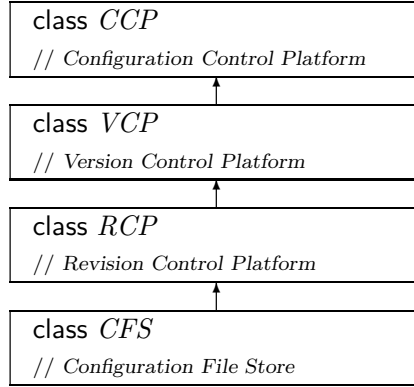 class CCP
// Configuration Control Platform
class VCP
// Version Control Platform
class RCP
// Revision Control Platform
class CFS
// Configuration File Store